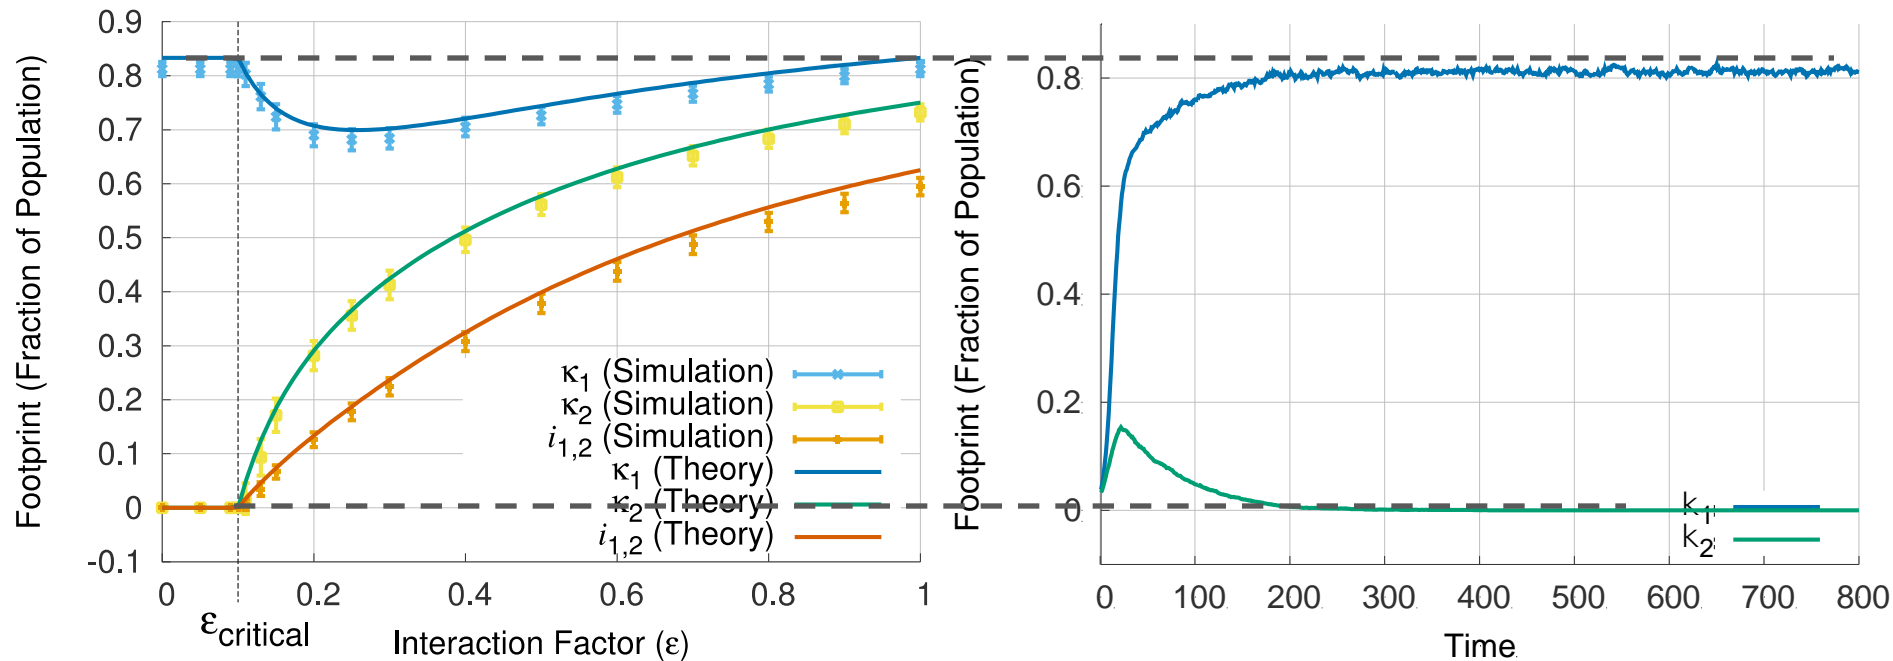 Footprint (Fraction of Population)
0.9
0.8
0.7
0.6
0.5
0.4
0.3
0.2
0.1
0
-0.1
0
0.2
0.4
0.6
0.8
1
εcritical
Interaction Factor (ε)
κ1 (Simulation)
κ2 (Simulation)
i1,2 (Simulation)
κ1 (Theory)
κ2 (Theory)
i1,2 (Theory)
Footprint (Fraction of Population)
0.8
0.6
0.4
0.2
0
0
100
200
300
400
500
600
700
800
Time
k1
k2